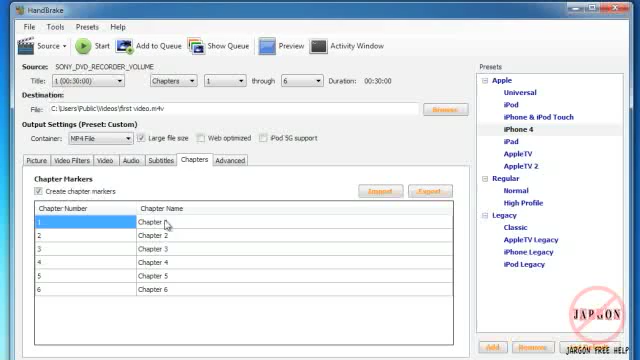 HandBrake
File Tools Presets Help
Source Start Add to Queue Show Queue Preview Activity Window
Source: SONY_DVD_RECORDER_VOLUME
Title: 1 (00:30:00) Chapters 1 through 6 Duration: 00:30:00
Destination:
File: C:\Users\Public\Videos\first video.m4v Browse
Output Settings (Preset: Custom)
Container: MP4 File Large file size Web optimized iPod 5G support
Picture Video Filters Video Audio Subtitles Chapters Advanced
Chapter Markers
Create chapter markers Import Export
Chapter Number Chapter Name
1 Chapter
2 Chapter 2
3 Chapter 3
4 Chapter 4
5 Chapter 5
6 Chapter 6
Presets
Apple
Universal
iPod
iPhone & iPod Touch
iPhone 4
iPad
AppleTV
AppleTV 2
Regular
Normal
High Profile
Legacy
Classic
AppleTV Legacy
iPhone Legacy
iPod Legacy
Add Remove
JARGON
JARGON FREE HELP